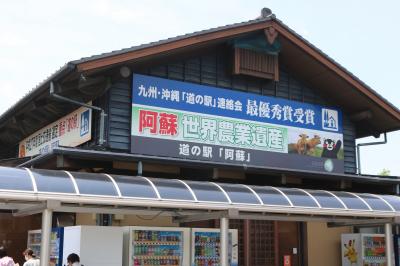 九州・沖縄「道の駅」連絡会 最優秀賞受賞
阿蘇 世界農業遺産
道の駅「阿蘇」